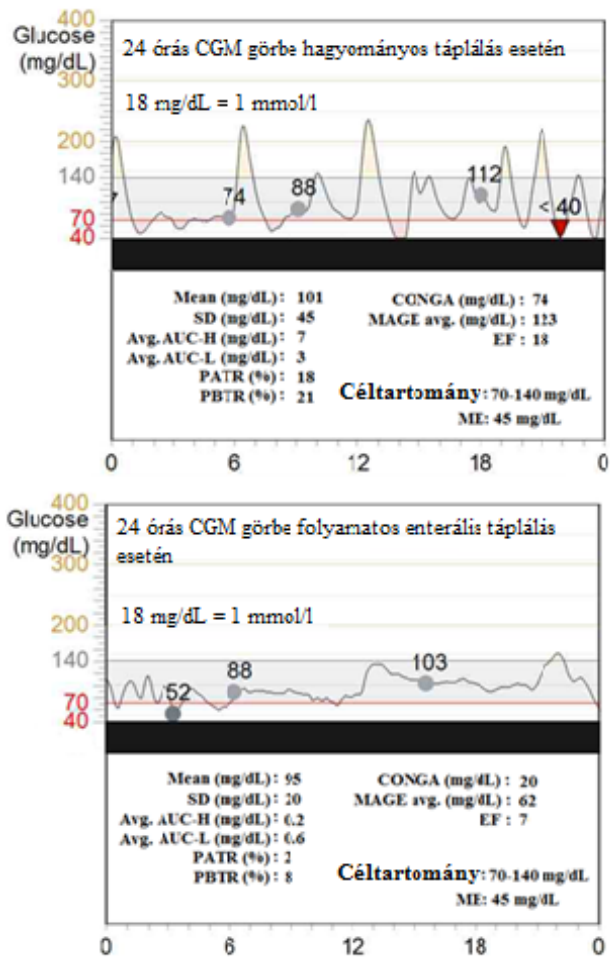 400
Glucose
(mg/dL)
24 órás CGM görbe hagyományos táplálás esetén
300
18 mg/dL = 1 mmol/l
200
140
74
88
112
< 40
70
40
Mean (mg/dL) : 101
SD (mg/dL) : 45
Avg. AUC-H (mg/dL) : 7
Avg. AUC-L (mg/dL) : 3
PATR (%) : 18
PBTR (%) : 21
CONGA (mg/dL) : 74
MAGE avg. (mg/dL) : 123
EF : 18
Céltartomány: 70-140 mg/dL
ME: 45 mg/dL
0 6 12 18 0
400
Glucose
(mg/dL)
24 órás CGM görbe folyamatos enterális táplálás
esetén
300
18 mg/dL = 1 mmol/l
200
140
52
88
103
70
40
Mean (mg/dL) : 95
SD (mg/dL) : 20
Avg. AUC-H (mg/dL) : 0.2
Avg. AUC-L (mg/dL) : 0.6
PATR (%) : 2
PBTR (%) : 8
CONGA (mg/dL) : 20
MAGE avg. (mg/dL) : 62
EF : 7
Céltartomány: 70-140 mg/dL
ME: 45 mg/dL
0 6 12 18 0